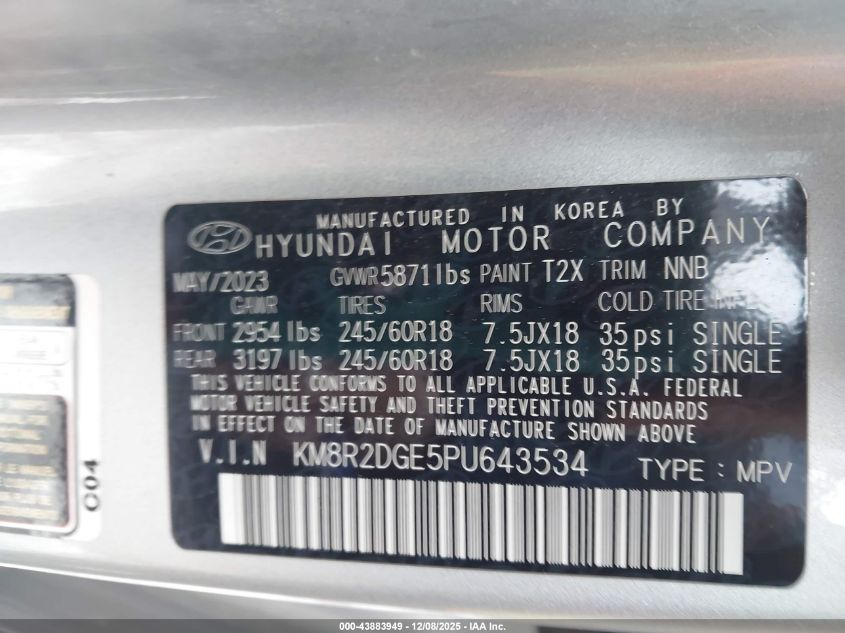 MANUFACTURED IN KOREA BY
HYUNDAI MOTOR COMPANY
MAY/2023 GVWR 5871 lbs PAINT T2X TRIM NNB
GAWR TIRES RIMS COLD TIRE INFL
FRONT 2954 lbs 245/60R18 7.5JX18 35psi SINGLE
REAR 3197 lbs 245/60R18 7.5JX18 35psi SINGLE
THIS VEHICLE CONFORMS TO ALL APPLICABLE U.S.A. FEDERAL
MOTOR VEHICLE SAFETY AND THEFT PREVENTION STANDARDS
IN EFFECT ON THE DATE OF MANUFACTURE SHOWN ABOVE
V.I.N KM8R2DGE5PU643534 TYPE : MPV
C04
000-43883949 | 12/08/2025 - IAA Inc.